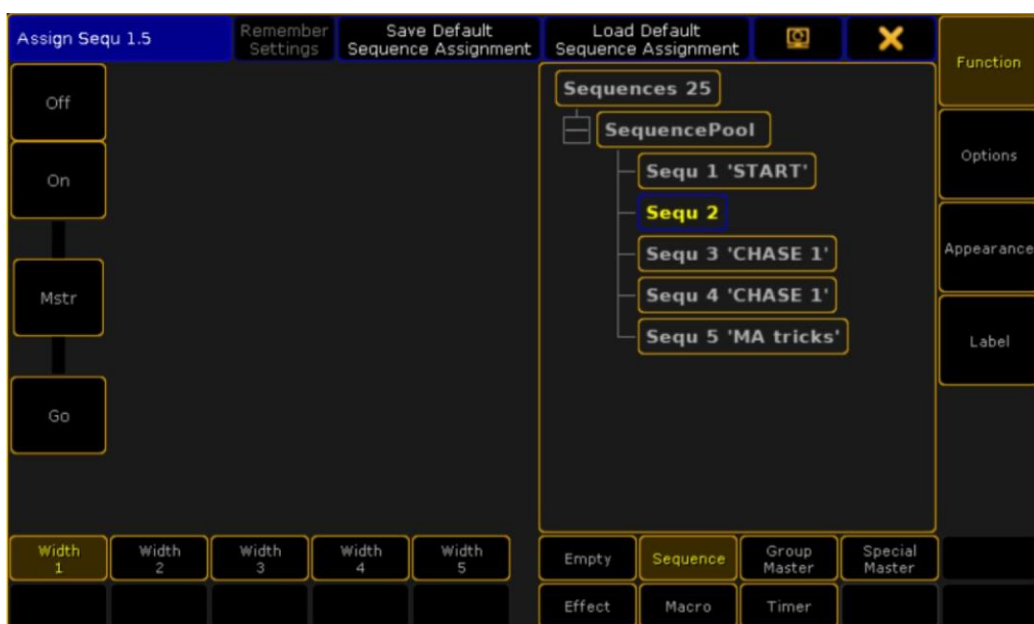 Assign Sequ 1.5
Remember
Settings
Save Default
Sequence Assignment
Load Default
Sequence Assignment
Function
Off
On
Mstr
Go
Sequences 25
SequencePool
Sequ 1 'START'
Sequ 2
Sequ 3 'CHASE 1'
Sequ 4 'CHASE 1'
Sequ 5 'MA tricks'
Options
Appearance
Label
Width
1
Width
2
Width
3
Width
4
Width
5
Empty
Sequence
Group
Master
Special
Master
Effect
Macro
Timer